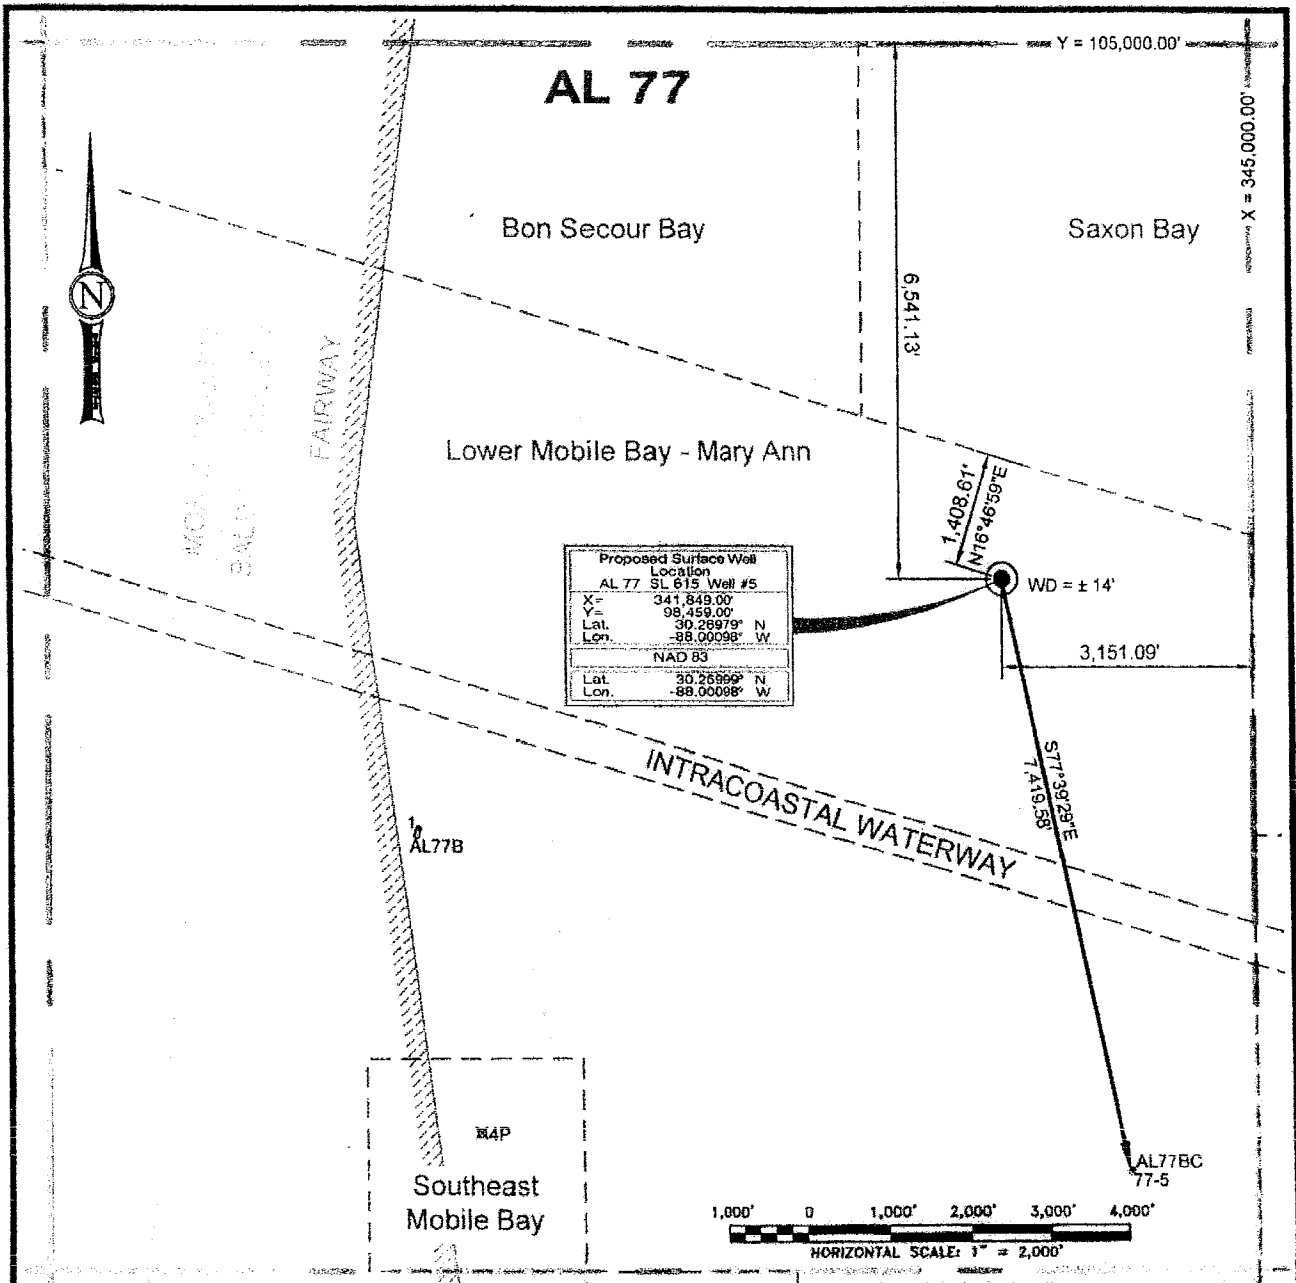 Y = 105,000.00'
AL 77
X = 345,000.00'
Bon Secour Bay
Saxon Bay
N
6,541.13'
FAIRWAY
Lower Mobile Bay - Mary Ann
1,408.61'
N16°46'59"E
Proposed Surface Well
Location
AL 77 SL 615 Well #5
X= 341,849.00'
Y= 98,459.00'
Lat. 30.26979° N
Lon. -88.00098° W
NAD 83
Lat. 30.26999° N
Lon. -88.00098° W
WD = ± 14'
3,151.09'
S77°39'29"E
7,419.58'
INTRACOASTAL WATERWAY
1
AL77B
4P
Southeast
Mobile Bay
AL77BC
77-5
1,000' 0 1,000' 2,000' 3,000' 4,000'
HORIZONTAL SCALE: 1" = 2,000'